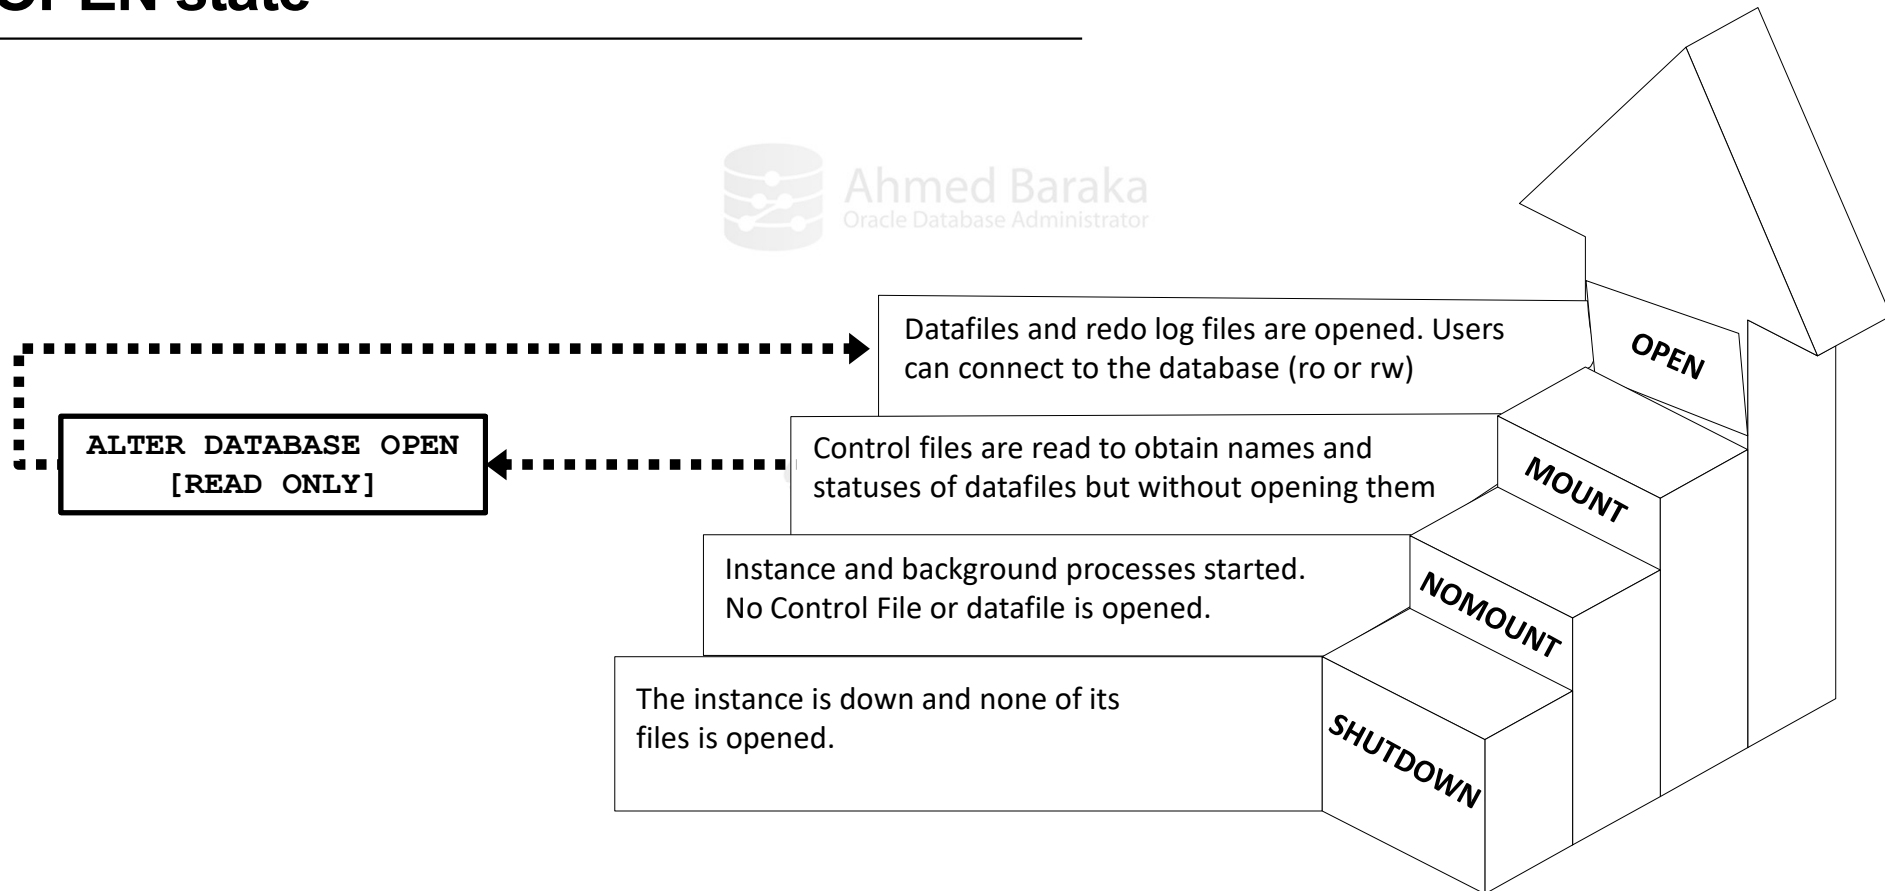 OPEN state
Ahmed Baraka
Oracle Database Administrator
Datafiles and redo log files are opened. Users
can connect to the database (ro or rw)
OPEN
ALTER DATABASE OPEN
[READ ONLY]
Control files are read to obtain names and
statuses of datafiles but without opening them
MOUNT
Instance and background processes started.
No Control File or datafile is opened.
NOMOUNT
The instance is down and none of its
files is opened.
SHUTDOWN